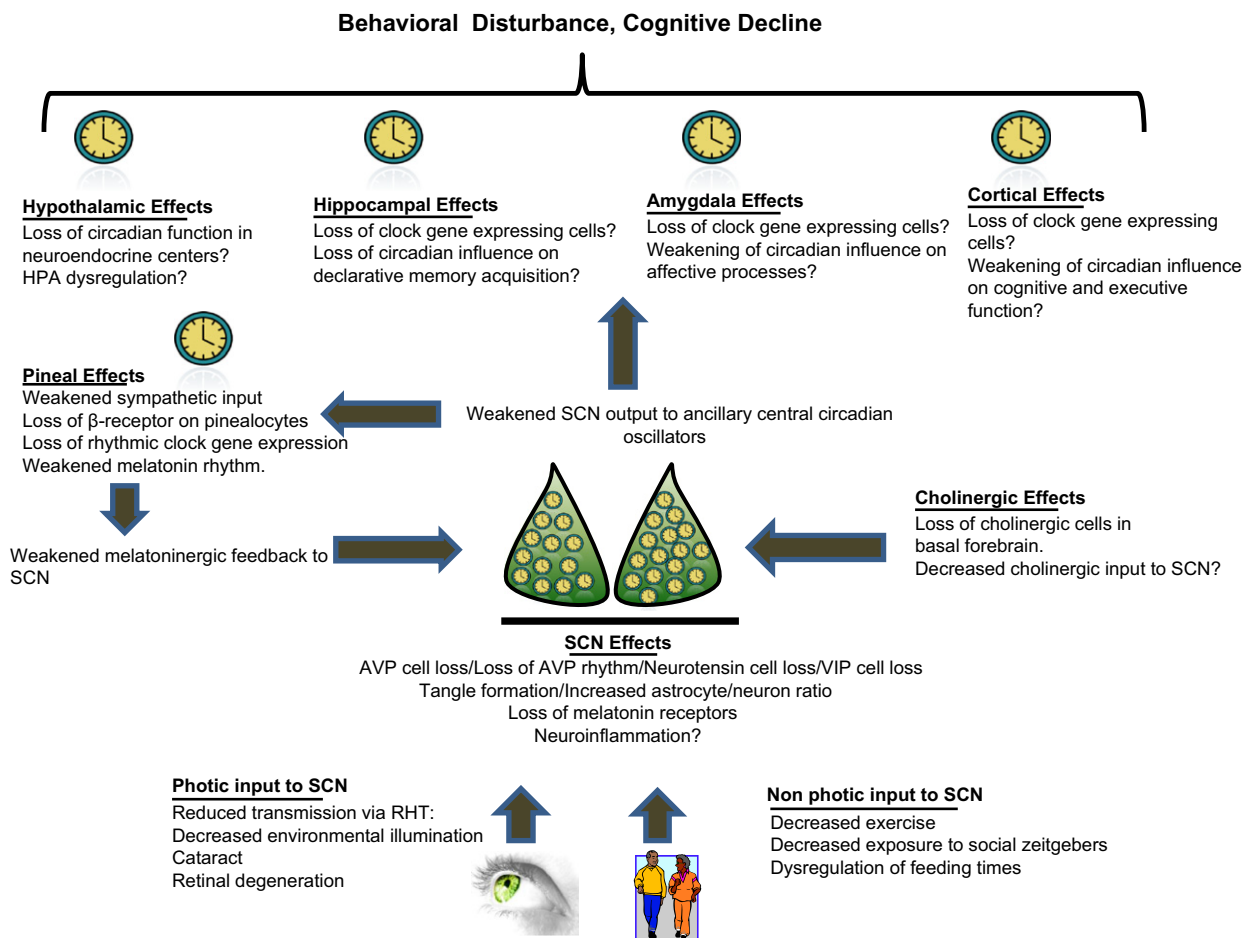 Behavioral  Disturbance, Cognitive Decline
Hypothalamic Effects
Loss of circadian function in
neuroendocrine centers?
HPA dysregulation?
Hippocampal Effects
Loss of clock gene expressing cells?
Loss of circadian influence on
declarative memory acquisition?
Amygdala Effects
Loss of clock gene expressing cells?
Weakening of circadian influence on
affective processes?
Cortical Effects
Loss of clock gene expressing
cells?
Weakening of circadian influence
on cognitive and executive
function?
Pineal Effects
Weakened sympathetic input
Loss of β-receptor on pinealocytes
Loss of rhythmic clock gene expression
Weakened melatonin rhythm.
Weakened SCN output to ancillary central circadian
oscillators
Weakened melatoninergic feedback to
SCN
Cholinergic Effects
Loss of cholinergic cells in
basal forebrain.
Decreased cholinergic input to SCN?
SCN Effects
AVP cell loss/Loss of AVP rhythm/Neurotensin cell loss/VIP cell loss
Tangle formation/Increased astrocyte/neuron ratio
Loss of melatonin receptors
Neuroinflammation?
Photic input to SCN
Reduced transmission via RHT:
Decreased environmental illumination
Cataract
Retinal degeneration
Non photic input to SCN
Decreased exercise
Decreased exposure to social zeitgebers
Dysregulation of feeding times